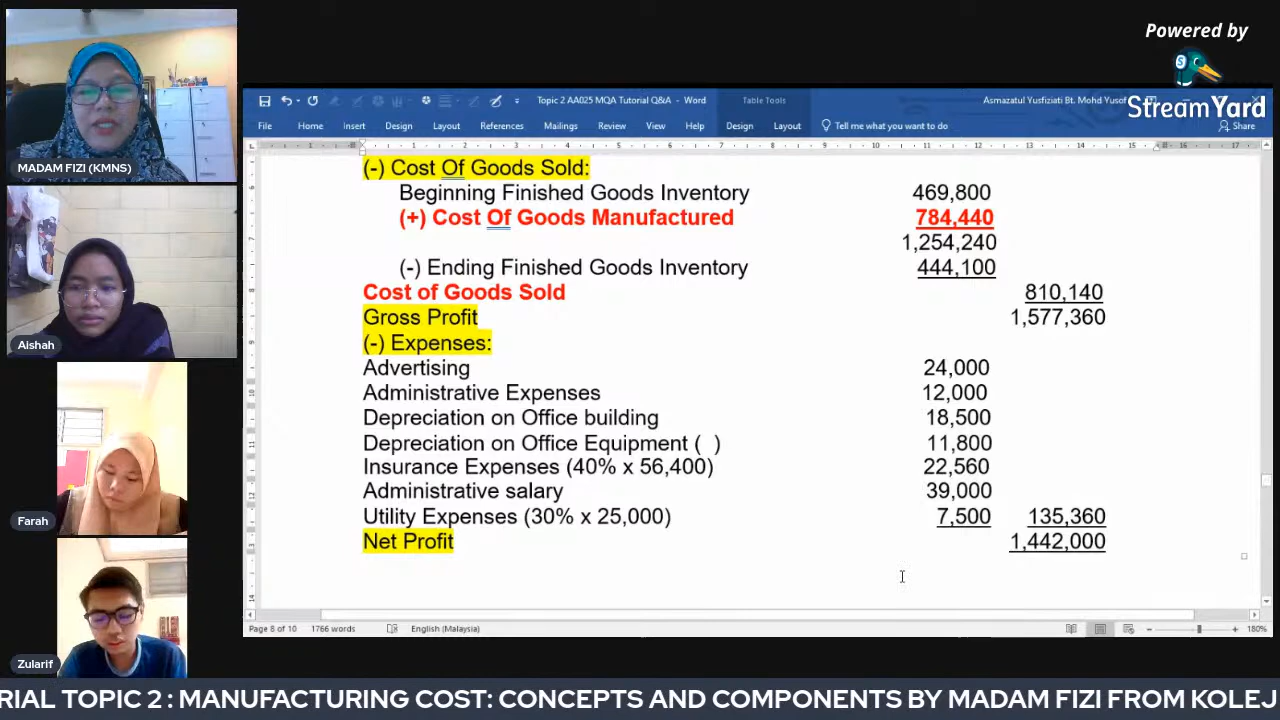 Powered by
S
StreamYard
MADAM FIZI (KMNS)
Aishah
Farah
Zularif
Topic 2 AA025 MQA Tutorial Q&A - Word
Table Tools
Asmazatul Yusfiziati Bt. Mohd Yusof
File Home Insert Design Layout References Mailings Review View Help Design Layout Tell me what you want to do Share
(-) Cost Of Goods Sold:
Beginning Finished Goods Inventory 469,800
(+) Cost Of Goods Manufactured 784,440
1,254,240
(-) Ending Finished Goods Inventory 444,100
Cost of Goods Sold 810,140
Gross Profit 1,577,360
(-) Expenses:
Advertising 24,000
Administrative Expenses 12,000
Depreciation on Office building 18,500
Depreciation on Office Equipment ( ) 11,800
Insurance Expenses (40% x 56,400) 22,560
Administrative salary 39,000
Utility Expenses (30% x 25,000) 7,500 135,360
Net Profit 1,442,000
Page 8 of 10 1766 words English (Malaysia) 180%
RIAL TOPIC 2 : MANUFACTURING COST: CONCEPTS AND COMPONENTS BY MADAM FIZI FROM KOLEJ